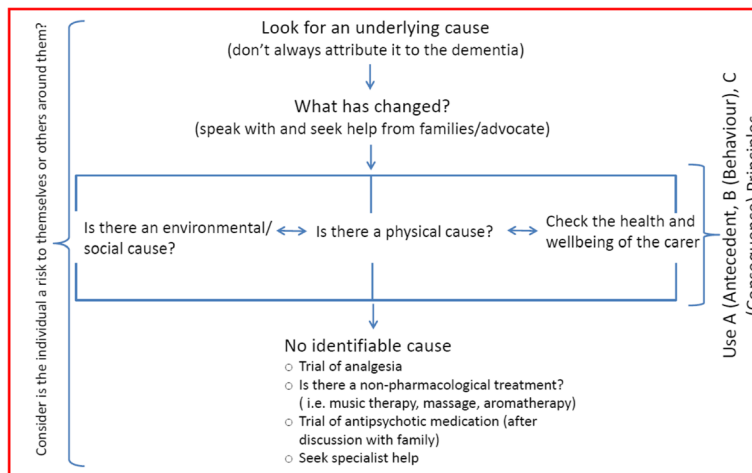 Consider is the individual a risk to themselves or others around them?
Look for an underlying cause
(don't always attribute it to the dementia)
What has changed?
(speak with and seek help from families/advocate)
Is there an environmental/
social cause?
Is there a physical cause?
Check the health and
wellbeing of the carer
Use A (Antecedent, B (Behaviour), C
(Consequence) Principles
No identifiable cause
○ Trial of analgesia
○ Is there a non-pharmacological treatment?
( i.e. music therapy, massage, aromatherapy)
○ Trial of antipsychotic medication (after
discussion with family)
○ Seek specialist help